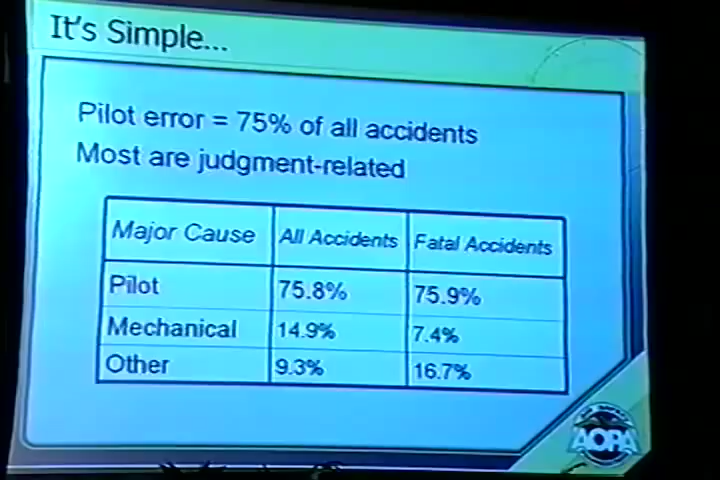 It's Simple...
Pilot error = 75% of all accidents
Most are judgment-related
Major Cause All Accidents Fatal Accidents
Pilot 75.8% 75.9%
Mechanical 14.9% 7.4%
Other 9.3% 16.7%
AOPA